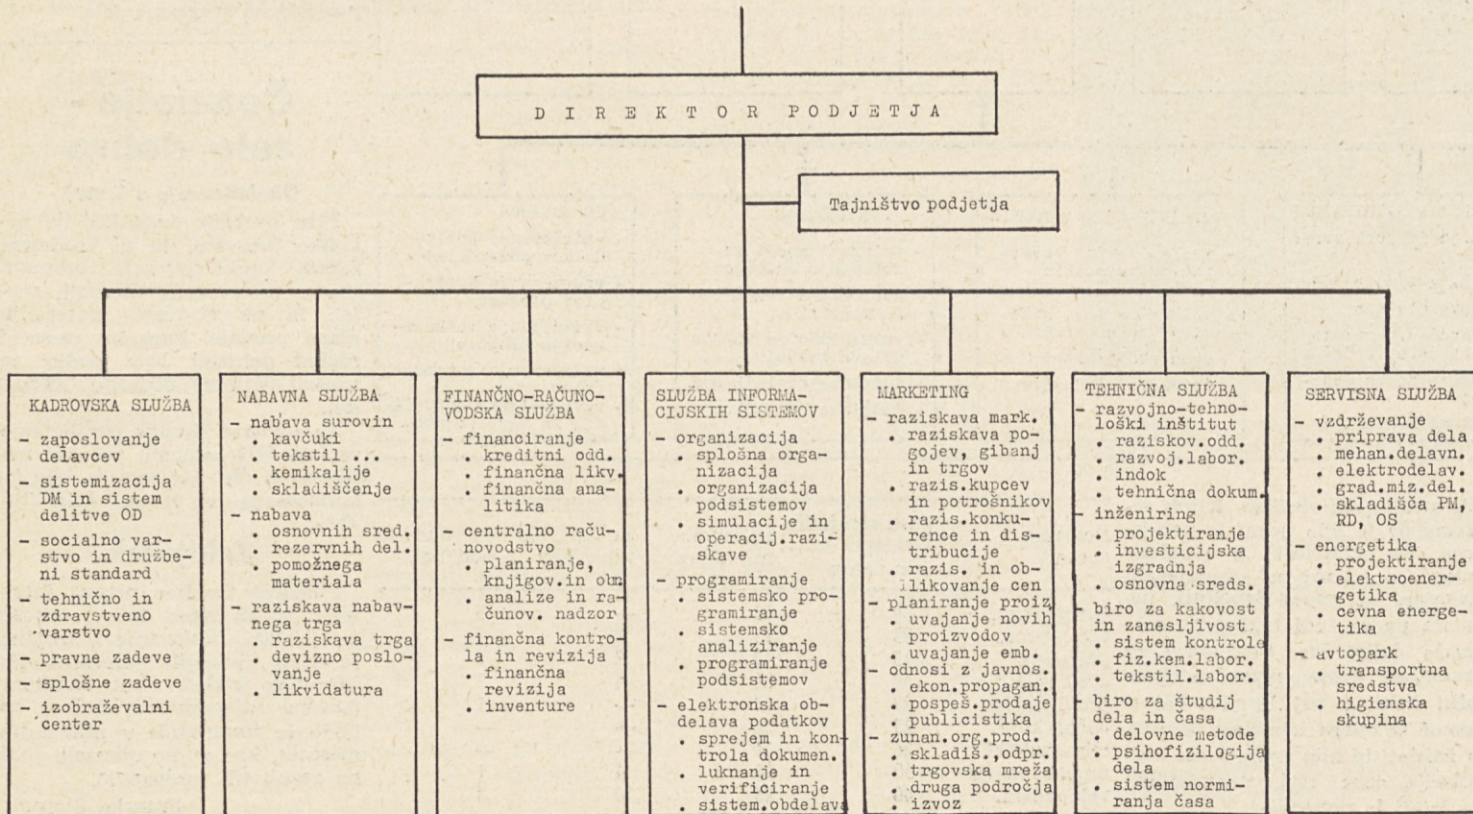 DIREKTOR PODJETJA
Tajništvo podjetja
KADROVSKA SLUŽBA
- zaposlovanje
delavcev
- sistemizacija
DM in sistem
delitve OD
- socialno var-
stvo in družbe-
ni standard
- tehnično in
zdravstveno
varstvo
- pravne zadeve
- splošne zadeve
- izobraževalni
center
NABAVNA SLUŽBA
- nabava surovin
. kavčuki
. tekstil ...
. kemikalije
. skladiščenje
- nabava
. osnovnih sred.
. rezervnih del.
. pomožnega
materiala
- raziskava nabav-
nega trga
. raziskava trga
. devizno poslo-
vanje
. likvidatura
FINANČNO-RAČUNO-
VODSKA SLUŽBA
- financiranje
. kreditni odd.
. finančna likv.
. finančna ana-
litika
- centralno raču-
novodstvo
. planiranje,
knjigov.in obn
. analize in ra-
čunov. nadzor
- finančna kontro-
la in revizija
. finančna
revizija
. inventure
SLUŽBA INFORMA-
CIJSKIH SISTEMOV
- organizacija
. splošna orga-
nizacija
. organizacija
podsistemov
. simulacije in
operacij.razi-
skave
- programiranje
. sistemsko pro-
gramiranje
. sistemsko
analiziranje
. programiranje
podsistemov
- elektronska ob-
delava podatkov
. sprejem in kon-
trola dokumen.
. luknanje in
verificiranje
. sistem.obdelava
MARKETING
- raziskava mark.
. raziskava po-
gojev, gibanj
in trgov
. razis.kupcev
in potrošnikov
. razis.konku-
rence in dis-
tribucije
. razis. in ob-
likovanje cen
- planiranje proiz.
. uvajanje novih
proizvodov
. uvajanje emb.
- odnosi z javnos.
. ekon.propagan.
. pospeš.prodaje
. publicistika
- zunan.org.prod.
. skladiš.,odpr.
. trgovska mreža
. druga področja
. izvoz
TEHNIČNA SLUŽBA
- razvojno-tehno-
loški inštitut
. raziskov.odd.
. razvoj.labor.
. indok
. tehnična dokum.
- inženiring
. projektiranje
. investicijska
izgradnja
. osnovna sreds.
- biro za kakovost
in zanesljivost
. sistem kontrole
. fiz.kem.labor.
. tekstil.labor.
- biro za študij
dela in časa
. delovne metode
. psihofizilogija
dela
. sistem normi-
ranja časa
SERVISNA SLUŽBA
- vzdrževanje
. priprava dela
. mehan.delavn.
. elektrodelav.
. grad.miz.del.
. skladišča PM,
RD, OS
- energetika
. projektiranje
. elektroener-
getika
. cevna energe-
tika
- avtopark
. transportna
sredstva
. higienska
skupina